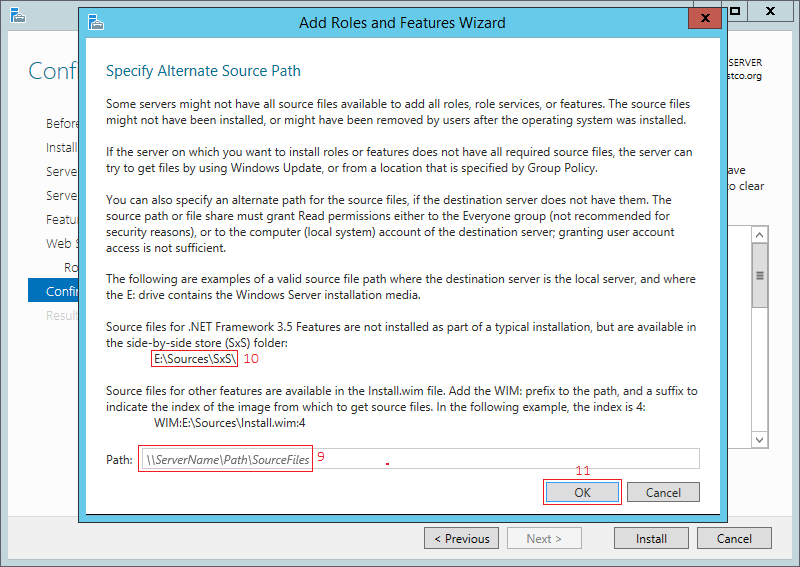 Add Roles and Features Wizard
x
X
Specify Alternate Source Path
Some servers might not have all source files available to add all roles, role services, or features. The source files
might not have been installed, or might have been removed by users after the operating system was installed.
If the server on which you want to install roles or features does not have all required source files, the server can
try to get files by using Windows Update, or from a location that is specified by Group Policy.
You can also specify an alternate path for the source files, if the destination server does not have them. The
source path or file share must grant Read permissions either to the Everyone group (not recommended for
security reasons), or to the computer (local system) account of the destination server; granting user account
access is not sufficient.
The following are examples of a valid source file path where the destination server is the local server, and where
the E: drive contains the Windows Server installation media.
Source files for .NET Framework 3.5 Features are not installed as part of a typical installation, but are available in
the side-by-side store (SxS) folder:
E:\Sources\SxS\ 10
Source files for other features are available in the Install.wim file. Add the WIM: prefix to the path, and a suffix to
indicate the index of the image from which to get source files. In the following example, the index is 4:
WIM:E:\Sources\Install.wim:4
Path: \\ServerName\Path\SourceFiles 9
11
OK Cancel
Confi
SERVER
stco.org
Before
Install
Serve
Serve
Featu
Web S
Ro
Confir
Result
ave
to clear
< Previous Next > Install Cancel